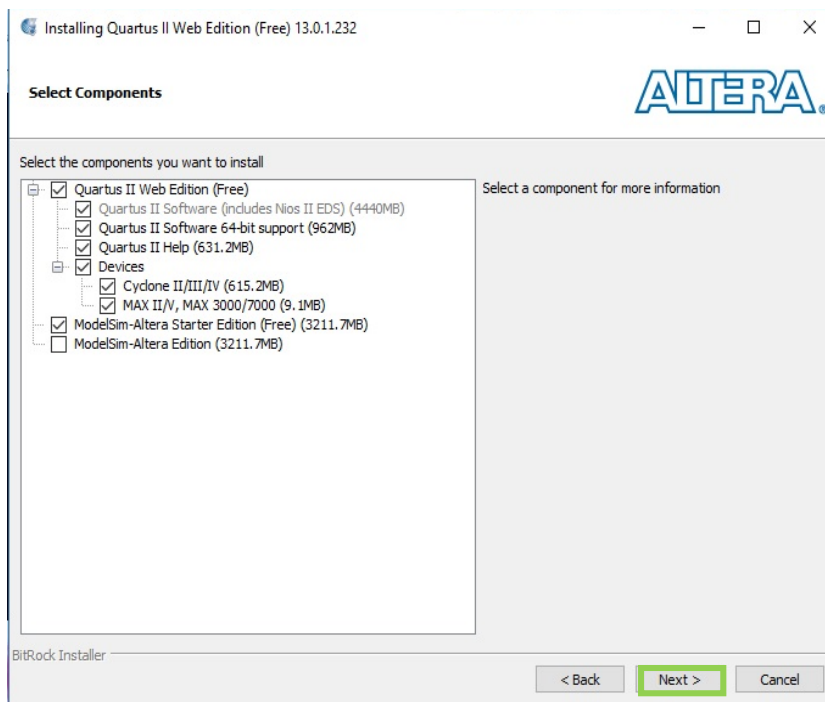 Installing Quartus II Web Edition (Free) 13.0.1.232
Select Components
ALTERA
Select the components you want to install
Quartus II Web Edition (Free)
Quartus II Software (includes Nios II EDS) (4440MB)
Quartus II Software 64-bit support (962MB)
Quartus II Help (631.2MB)
Devices
Cyclone II/III/IV (615.2MB)
MAX II/V, MAX 3000/7000 (9.1MB)
ModelSim-Altera Starter Edition (Free) (3211.7MB)
ModelSim-Altera Edition (3211.7MB)
Select a component for more information
BitRock Installer
< Back Next > Cancel